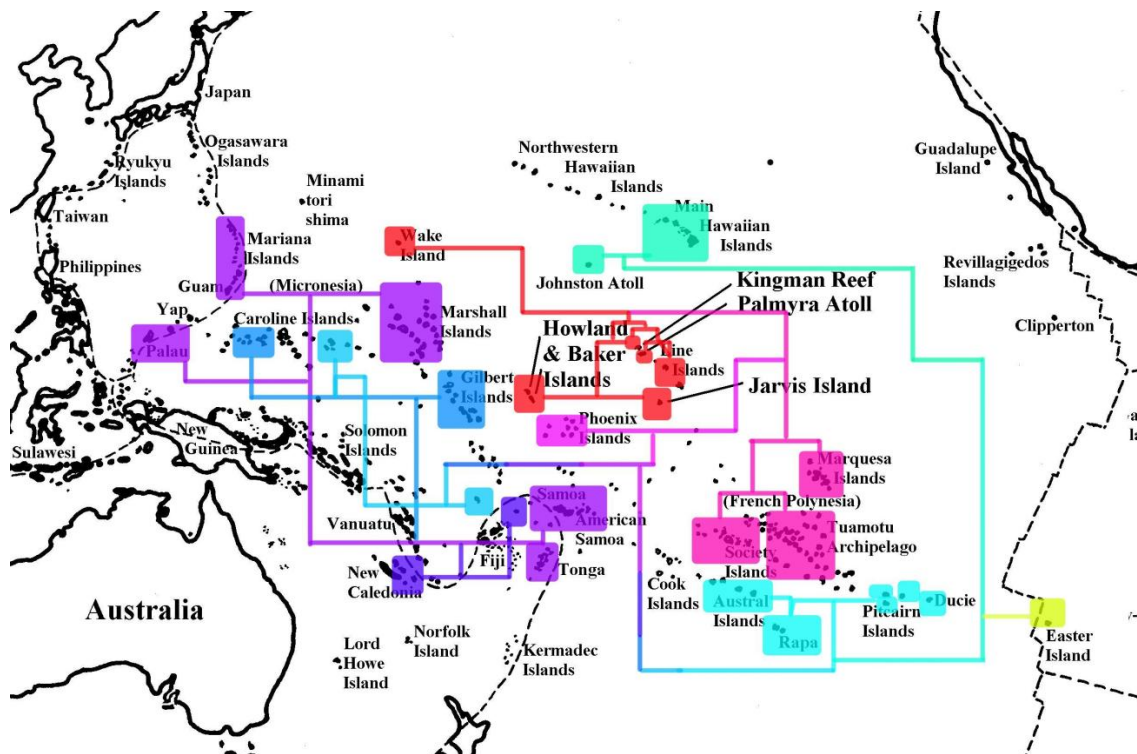 Japan
Ogasawara
Islands
Ryukyu
Islands
Minami
tori
shima
Northwestern
Hawaiian
Islands
Guadalupe
Island
Taiwan
Mariana
Islands
Wake
Island
Main
Hawaiian
Islands
Philippines
Guam
(Micronesia)
Johnston Atoll
Kingman Reef
Palmyra Atoll
Revillagigedos
Islands
Yap
Caroline Islands
Marshall
Islands
Clipperton
Palau
Howland
& Baker
Islands
Line
Islands
Gilbert
Islands
Jarvis Island
Phoenix
Islands
Sulawesi
New
Guinea
Solomon
Islands
Marquesa
Islands
(French Polynesia)
Samoa
American
Samoa
Vanuatu
Fiji
Tuamotu
Archipelago
Society
Islands
New
Caledonia
Tonga
Cook
Islands
Austral
Islands
Rapa
Pitcairn
Islands
Ducie
Easter
Island
Australia
Norfolk
Island
Lord
Howe
Island
Kermadec
Islands